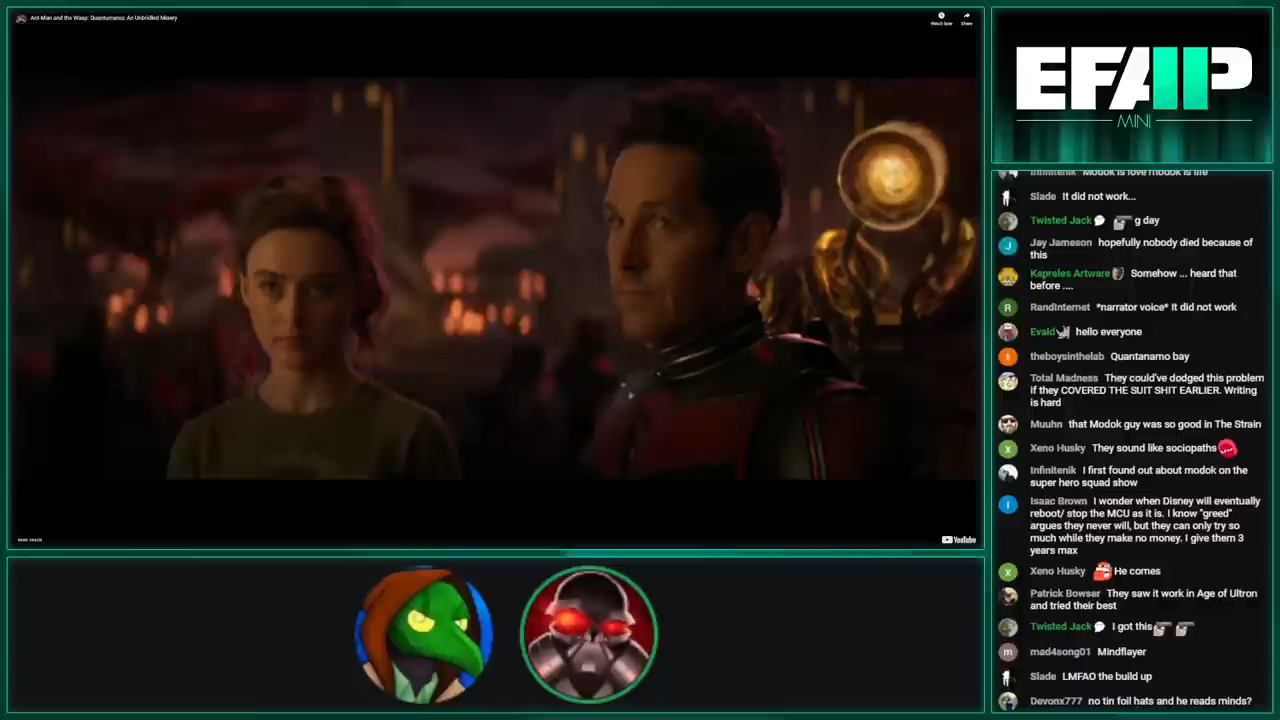 Ant-Man and the Wasp: Quantumania: An Unbridled Misery
Watch later
Share
EFAP
MINI
Infinitenik Modok is love modok is life
Slade It did not work...
Twisted Jack g day
Jay Jameson hopefully nobody died because of
this
Kapreles Artware Somehow ... heard that
before ....
R
RandInternet *narrator voice* It did not work
Evald hello everyone
t
theboysinthelab Quantanamo bay
Total Madness They could've dodged this problem
if they COVERED THE SUIT SHIT EARLIER. Writing
is hard
Muuhn that Modok guy was so good in The Strain
X
Xeno Husky They sound like sociopaths
Infinitenik I first found out about modok on the
super hero squad show
I
Isaac Brown I wonder when Disney will eventually
reboot/ stop the MCU as it is. I know "greed"
argues they never will, but they can only try so
much while they make no money. I give them 3
years max
X
Xeno Husky He comes
Patrick Bowser They saw it work in Age of Ultron
and tried their best
Twisted Jack I got this
m
mad4song01 Mindflayer
Slade LMFAO the build up
Devonx777 no tin foil hats and he reads minds?
MORE VIDEOS
YouTube